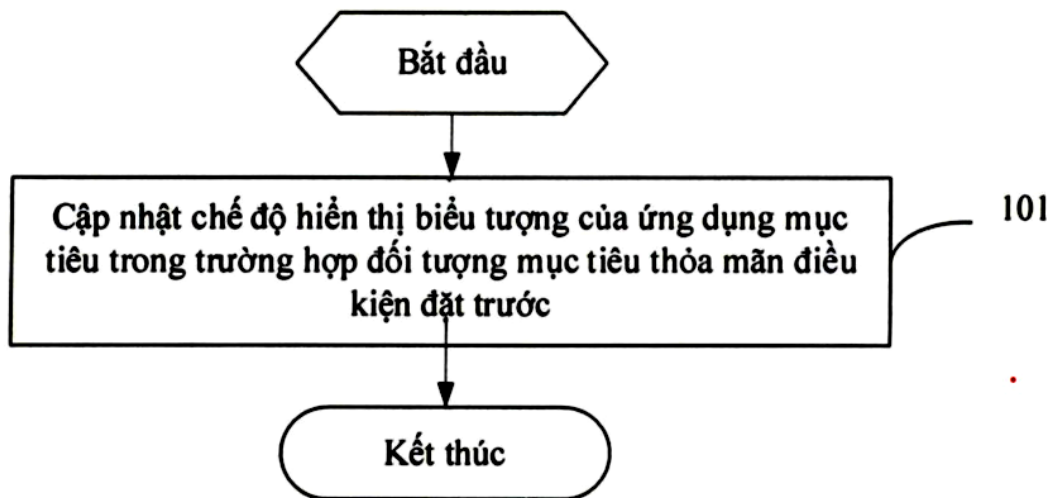 Bắt đầu
Cập nhật chế độ hiển thị biểu tượng của ứng dụng mục
tiêu trong trường hợp đối tượng mục tiêu thỏa mãn điều
kiện đặt trước
101
Kết thúc